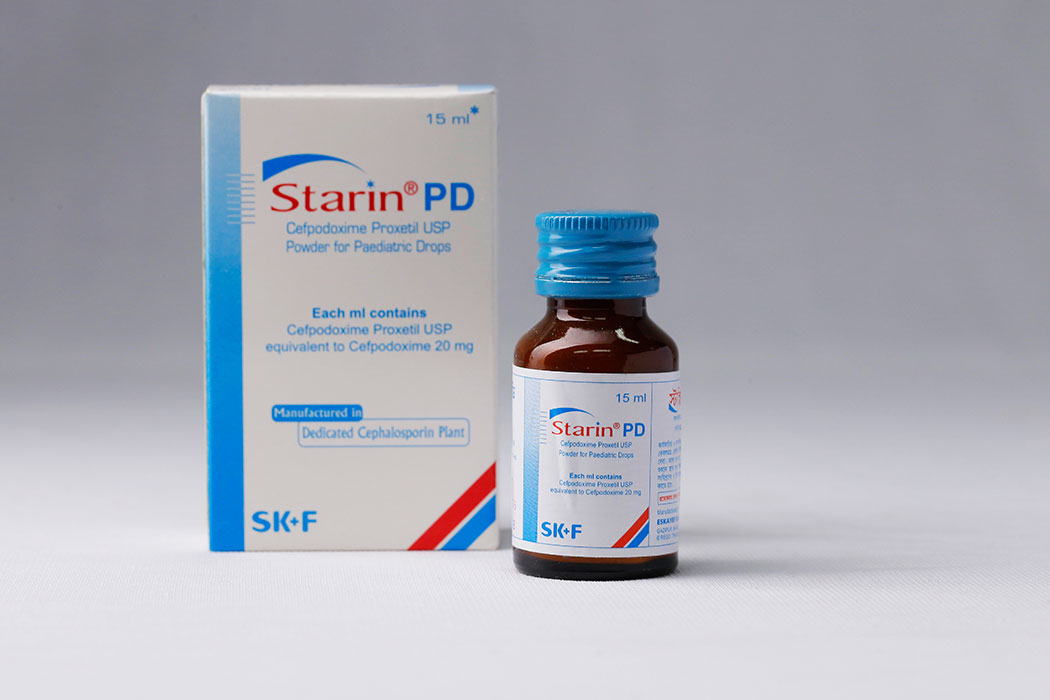 15 ml*
Starin® PD
Cefpodoxime Proxetil USP
Powder for Paediatric Drops
Each ml contains
Cefpodoxime Proxetil USP
equivalent to Cefpodoxime 20 mg
Manufactured in
Dedicated Cephalosporin Plant
SK+F
15 ml
Starin® PD
Cefpodoxime Proxetil USP
Powder for Paediatric Drops
Each ml contains
Cefpodoxime Proxetil USP
equivalent to Cefpodoxime 20 mg
SK+F